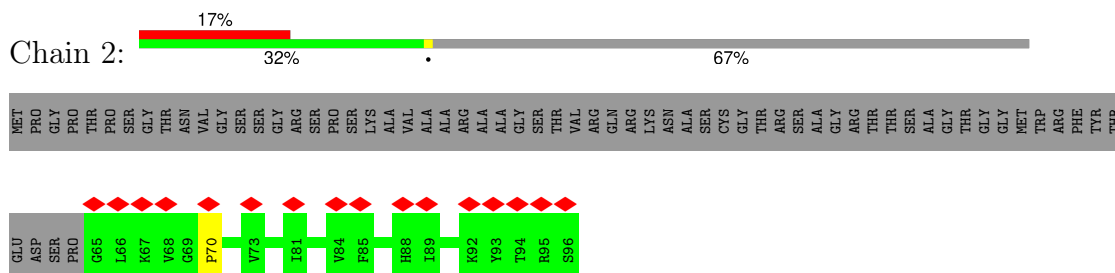 17%
Chain 2:
32% • 67%
MET PRO GLY PRO THR PRO SER GLY THR ASN VAL GLY SER SER GLY ARG SER PRO SER LYS ALA VAL ALA ALA ARG ALA ALA GLY SER THR VAL ARG GLN ARG LYS ASN ALA SER CYS GLY THR ARG SER ALA GLY ARG THR THR SER ALA GLY THR GLY GLY MET TRP ARG PHE TYR THR
GLU ASP SER PRO G65 L66 K67 V68 G69 P70 V73 I81 V84 F85 H88 I89 K92 Y93 T94 R95 S96